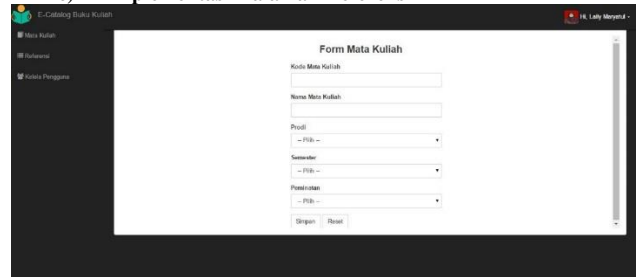 E-Catalog Buku Kuliah
Hi, Laily Maryatul
Mata Kuliah
Referensi
Kelola Pengguna
Form Mata Kuliah
Kode Mata Kuliah
Nama Mata Kuliah
Prodi
-- Pilih --
Semester
-- Pilih --
Peminatan
-- Pilih --
Simpan Reset